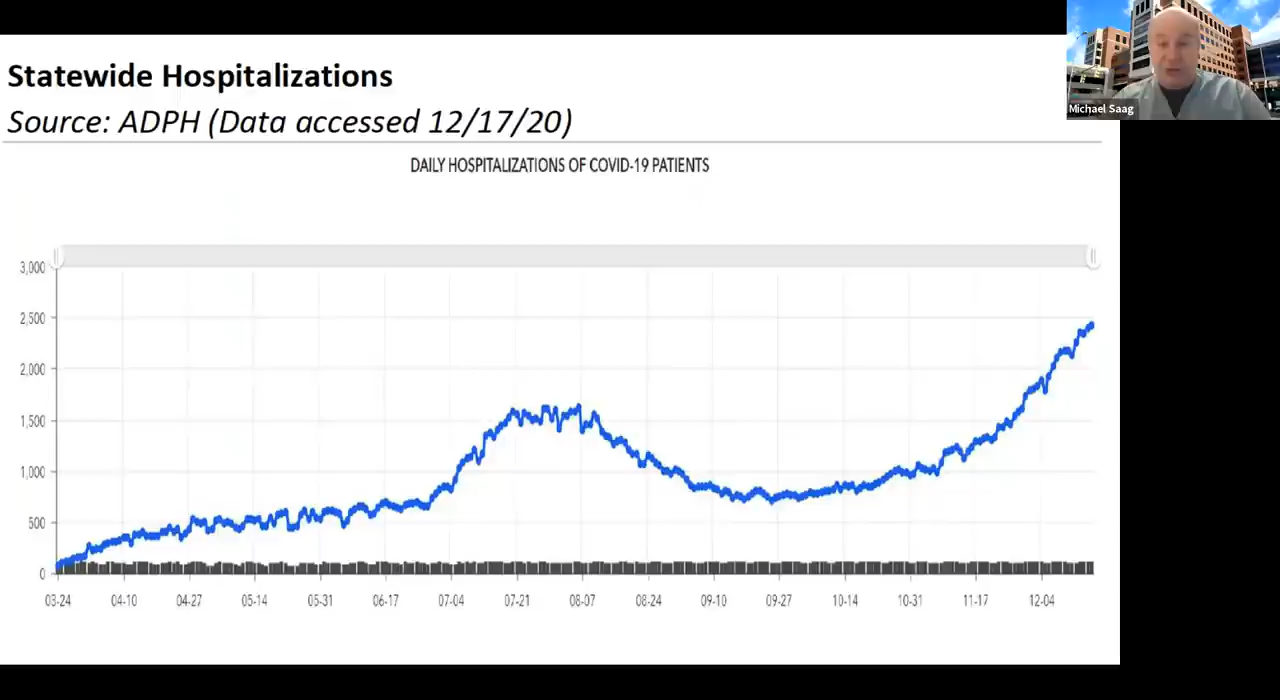 Statewide Hospitalizations
Source: ADPH (Data accessed 12/17/20)
Michael Saag
DAILY HOSPITALIZATIONS OF COVID-19 PATIENTS
3,000
2,500
2,000
1,500
1,000
500
0
03-24 04-10 04-27 05-14 05-31 06-17 07-04 07-21 08-07 08-24 09-10 09-27 10-14 10-31 11-17 12-04